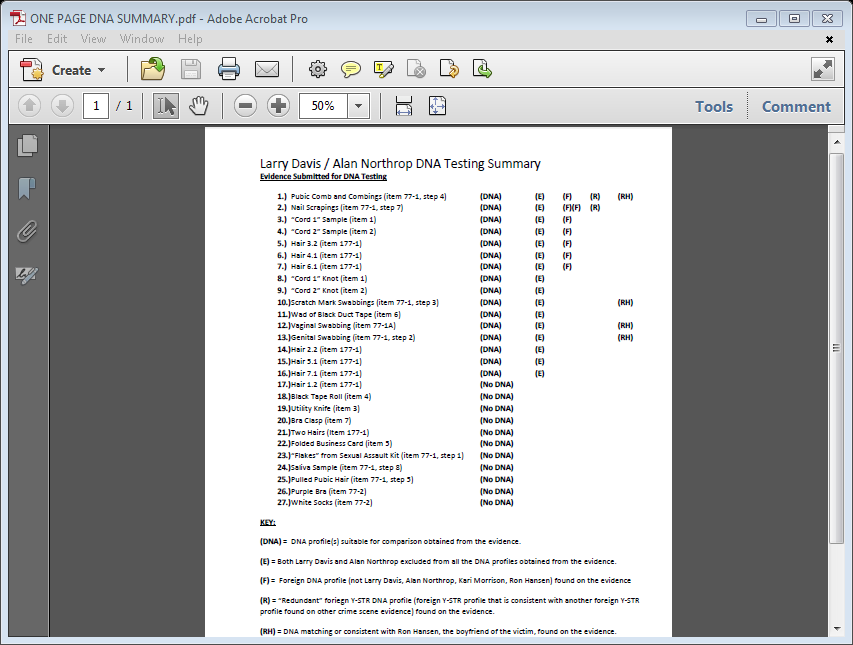 ONE PAGE DNA SUMMARY.pdf - Adobe Acrobat Pro
File Edit View Window Help
Create
1 / 1 50% Tools Comment
Larry Davis / Alan Northrop DNA Testing Summary
Evidence Submitted for DNA Testing
1.) Pubic Comb and Combings (item 77-1, step 4) (DNA) (E) (F) (R) (RH)
2.) Nail Scrapings (item 77-1, step 7) (DNA) (E) (F)(F) (R)
3.) "Cord 1" Sample (item 1) (DNA) (E) (F)
4.) "Cord 2" Sample (item 2) (DNA) (E) (F)
5.) Hair 3.2 (item 177-1) (DNA) (E) (F)
6.) Hair 4.1 (item 177-1) (DNA) (E) (F)
7.) Hair 6.1 (item 177-1) (DNA) (E) (F)
8.) "Cord 1" Knot (item 1) (DNA) (E)
9.) "Cord 2" Knot (item 2) (DNA) (E)
10.)Scratch Mark Swabbings (item 77-1, step 3) (DNA) (E) (RH)
11.)Wad of Black Duct Tape (item 6) (DNA) (E)
12.)Vaginal Swabbing (item 77-1A) (DNA) (E) (RH)
13.)Genital Swabbing (item 77-1, step 2) (DNA) (E) (RH)
14.)Hair 2.2 (item 177-1) (DNA) (E)
15.)Hair 5.1 (item 177-1) (DNA) (E)
16.)Hair 7.1 (item 177-1) (DNA) (E)
17.)Hair 1.2 (item 177-1) (No DNA)
18.)Black Tape Roll (item 4) (No DNA)
19.)Utility Knife (item 3) (No DNA)
20.)Bra Clasp (item 7) (No DNA)
21.)Two Hairs (Item 177-1) (No DNA)
22.)Folded Business Card (item 5) (No DNA)
23.)"Flakes" from Sexual Assault Kit (item 77-1, step 1) (No DNA)
24.)Saliva Sample (item 77-1, step 8) (No DNA)
25.)Pulled Pubic Hair (item 77-1, step 5) (No DNA)
26.)Purple Bra (item 77-2) (No DNA)
27.)White Socks (item 77-2) (No DNA)
KEY:
(DNA) = DNA profile(s) suitable for comparison obtained from the evidence.
(E) = Both Larry Davis and Alan Northrop excluded from all the DNA profiles obtained from the evidence.
(F) = Foreign DNA profile (not Larry Davis, Alan Northrop, Kari Morrison, Ron Hansen) found on the evidence
(R) = "Redundant" foriegn Y-STR DNA profile (foreign Y-STR profile that is consistent with another foreign Y-STR
profile found on other crime scene evidence) found on the evidence.
(RH) = DNA matching or consistent with Ron Hansen, the boyfriend of the victim, found on the evidence.